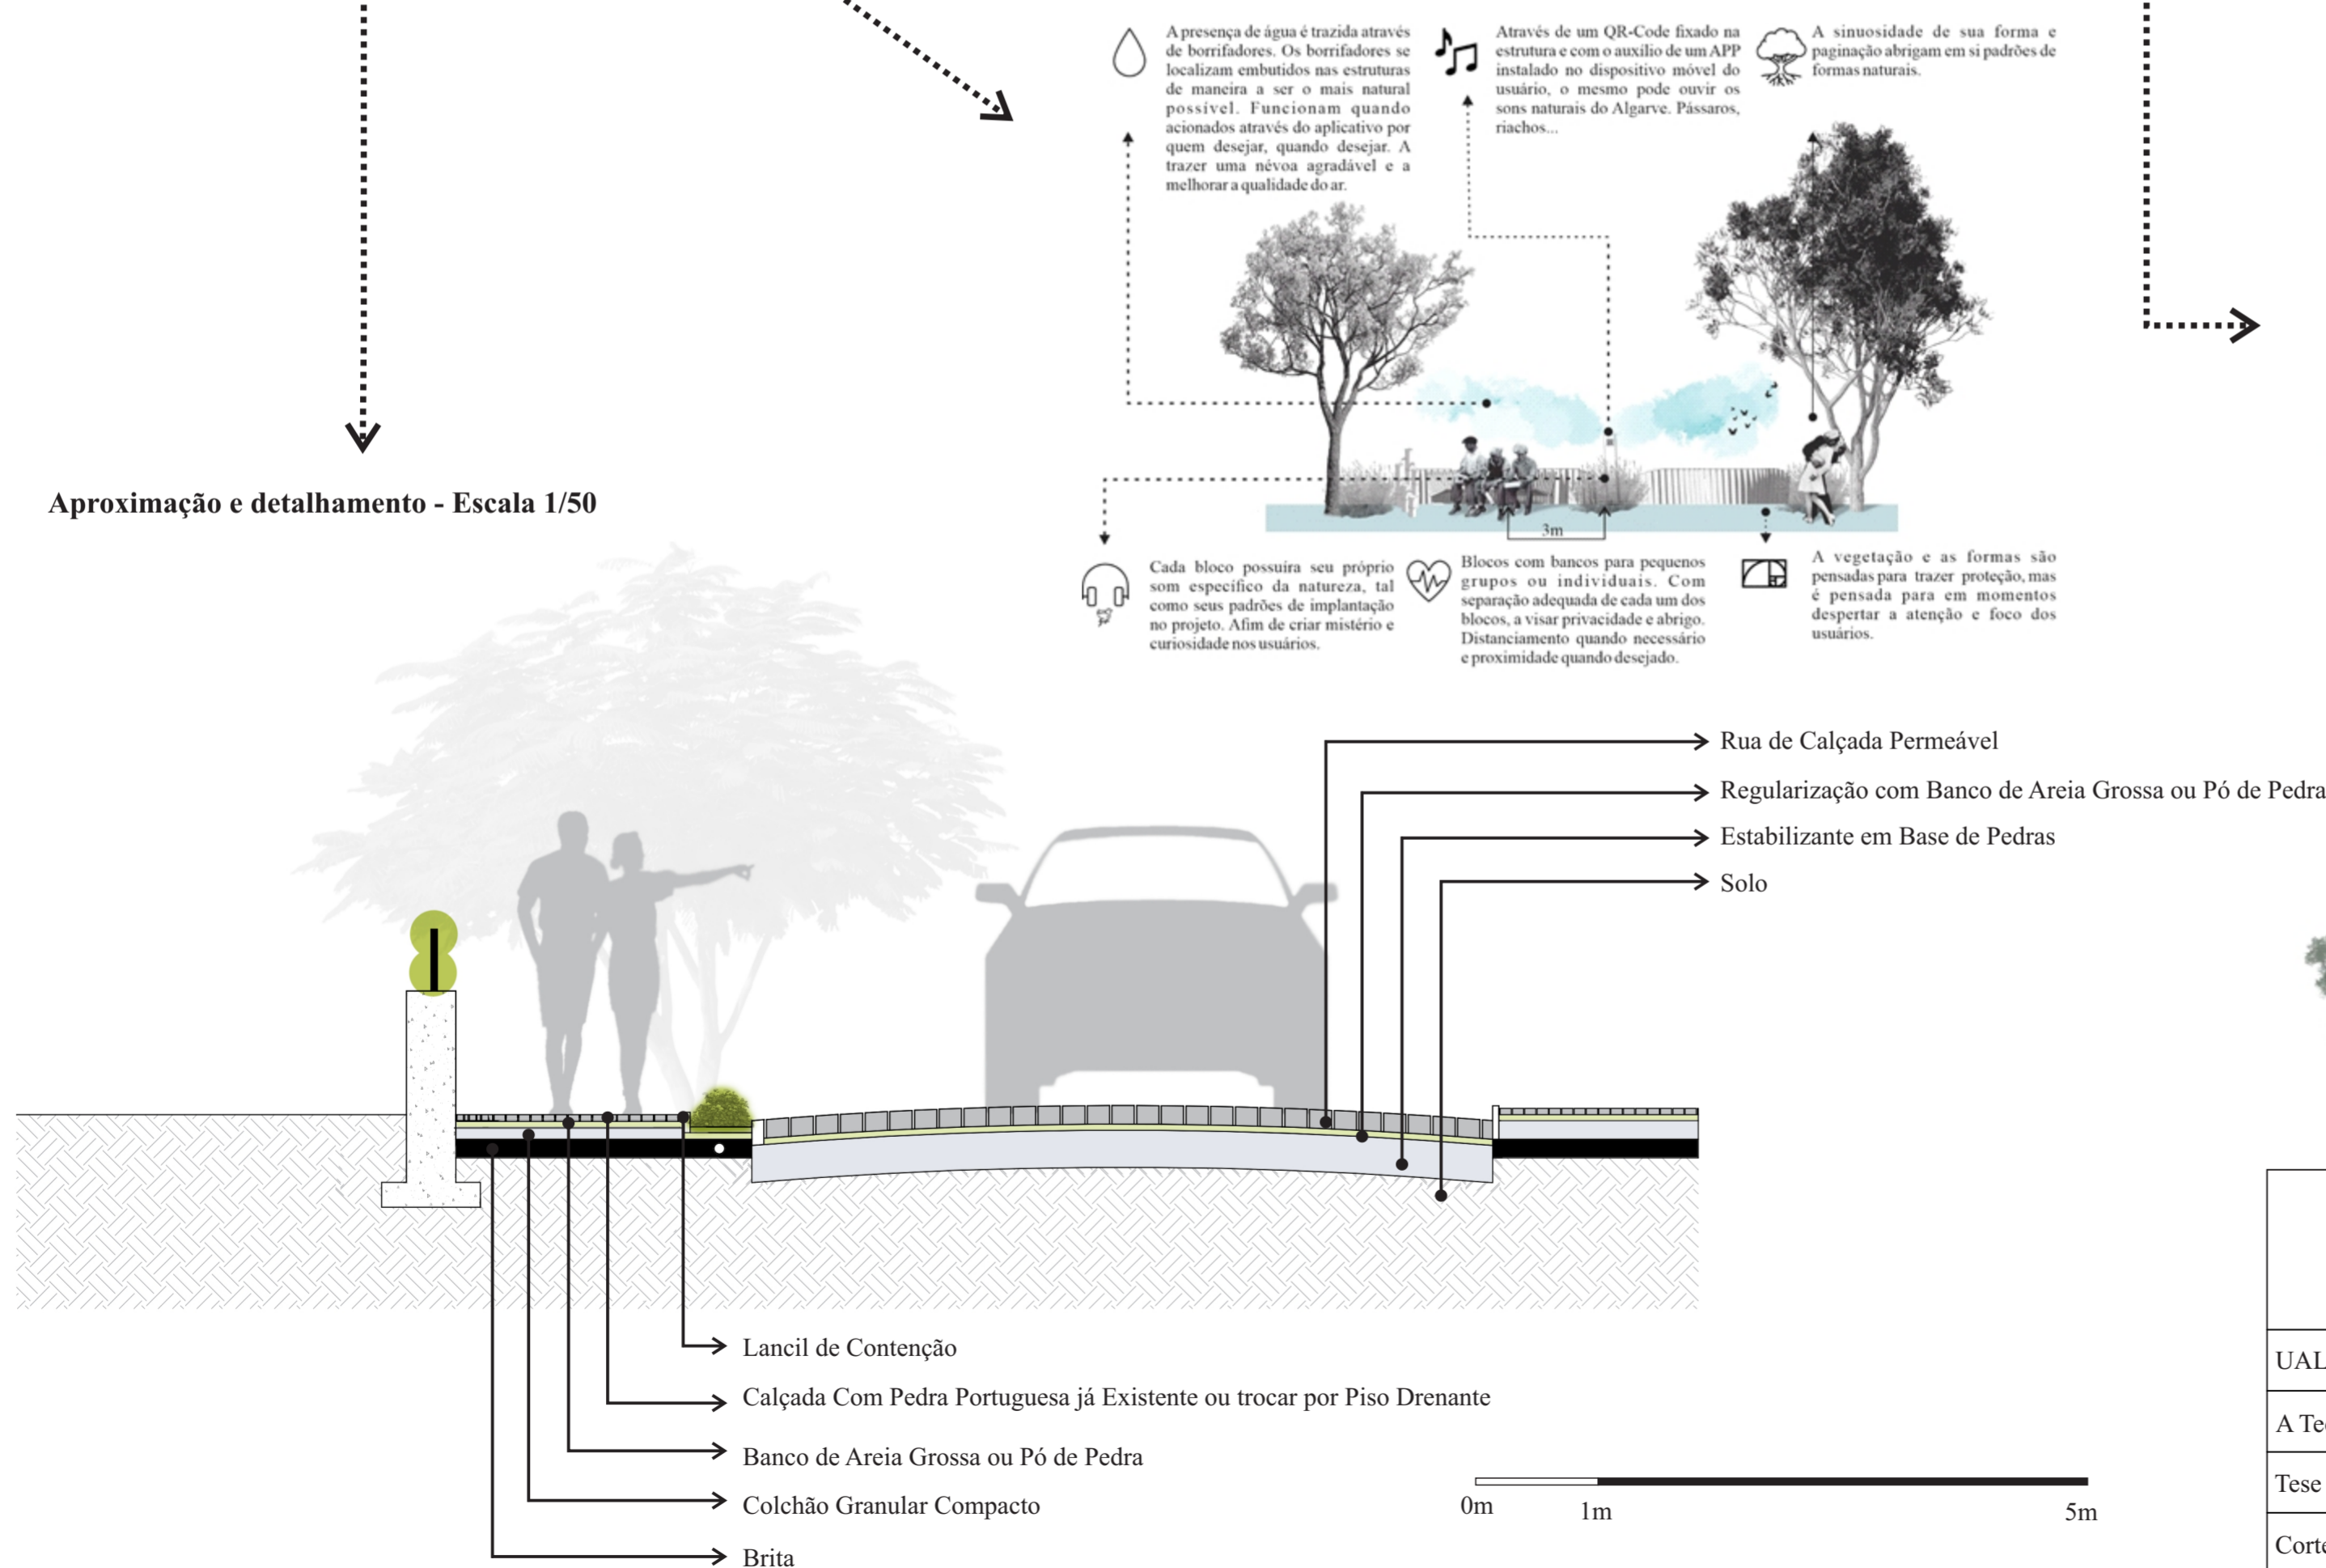 A presença de água é trazida através
de borrifadores. Os borrifadores se
localizam embutidos nas estruturas
de maneira a ser o mais natural
possível. Funcionam quando
acionados através do aplicativo por
quem desejar, quando desejar. A
trazer uma névoa agradável e a
melhorar a qualidade do ar.
Através de um QR-Code fixado na
estrutura e com o auxílio de um APP
instalado no dispositivo móvel do
usuário, o mesmo pode ouvir os
sons naturais do Algarve. Pássaros,
riachos...
A sinuosidade de sua forma e
paginação abrigam em si padrões de
formas naturais.
3m
Cada bloco possuíra seu próprio
som específico da natureza, tal
como seus padrões de implantação
no projeto. Afim de criar mistério e
curiosidade nos usuários.
Blocos com bancos para pequenos
grupos ou individuais. Com
separação adequada de cada um dos
blocos, a visar privacidade e abrigo.
Distanciamento quando necessário
e proximidade quando desejado.
A vegetação e as formas são
pensadas para trazer proteção, mas
é pensada para em momentos
despertar a atenção e foco dos
usuários.
Aproximação e detalhamento - Escala 1/50
Rua de Calçada Permeável
Regularização com Banco de Areia Grossa ou Pó de Pedra
Estabilizante em Base de Pedras
Solo
Lancil de Contenção
Calçada Com Pedra Portuguesa já Existente ou trocar por Piso Drenante
Banco de Areia Grossa ou Pó de Pedra
Colchão Granular Compacto
Brita
0m 1m 5m
UAL
A Te
Tese
Corte